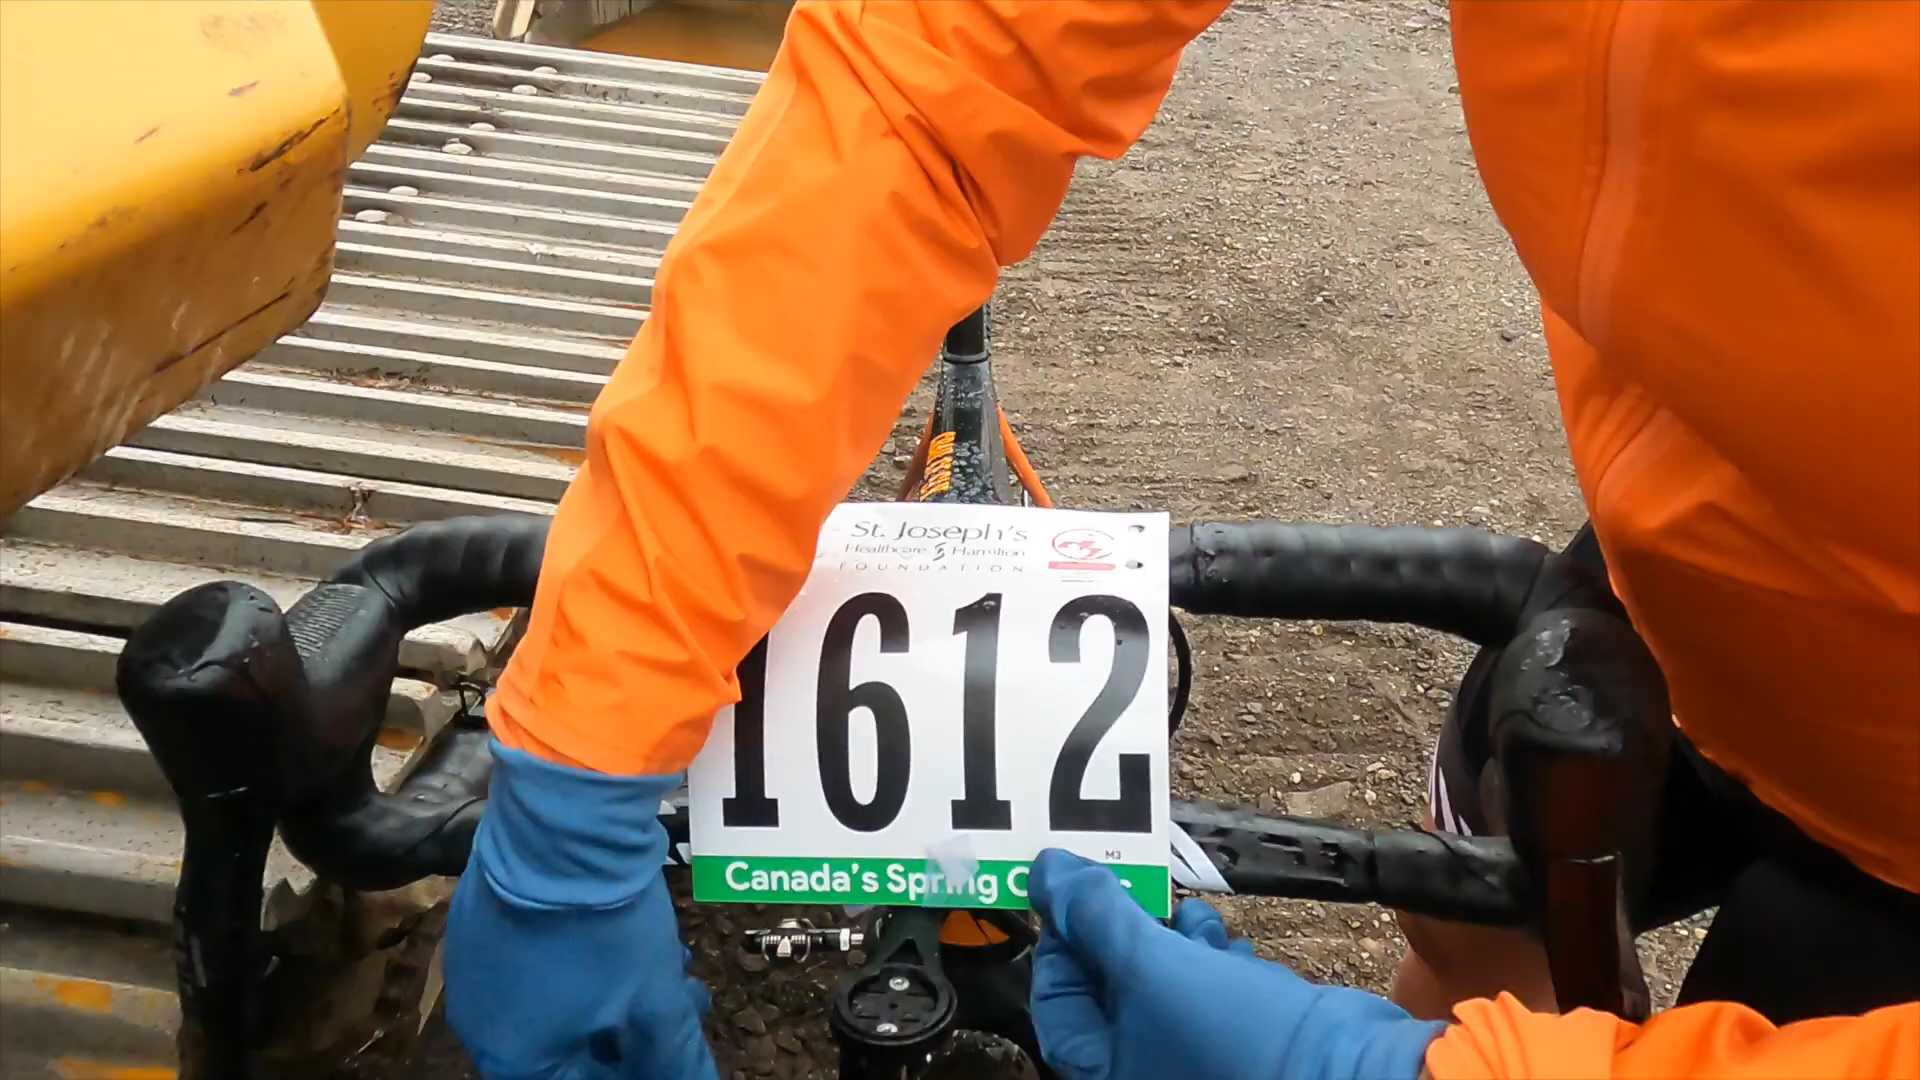 St. Joseph's
Healthcare Hamilton
FOUNDATION
1612
M3
Canada's Spring C